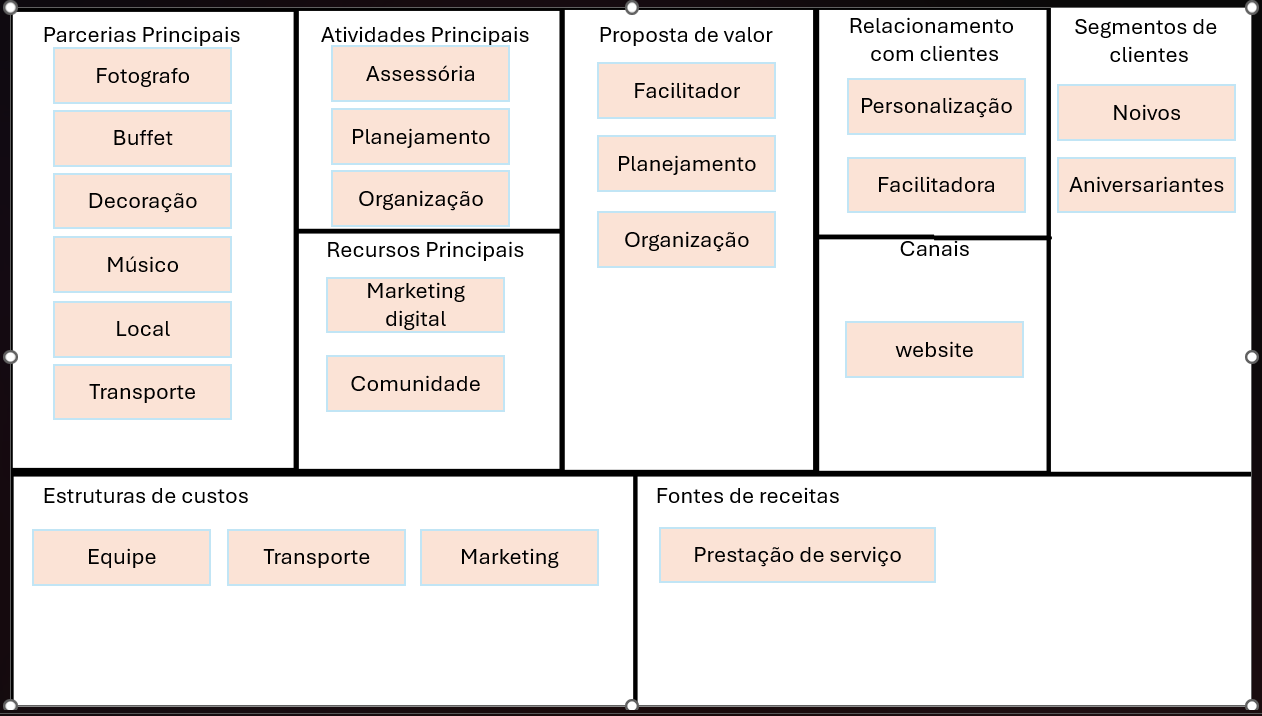 Parcerias Principais
Fotografo
Buffet
Decoração
Músico
Local
Transporte
Atividades Principais
Assessória
Planejamento
Organização
Recursos Principais
Marketing
digital
Comunidade
Proposta de valor
Facilitador
Planejamento
Organização
Relacionamento
com clientes
Personalização
Facilitadora
Canais
website
Segmentos de
clientes
Noivos
Aniversariantes
Estruturas de custos
Equipe
Transporte
Marketing
Fontes de receitas
Prestação de serviço